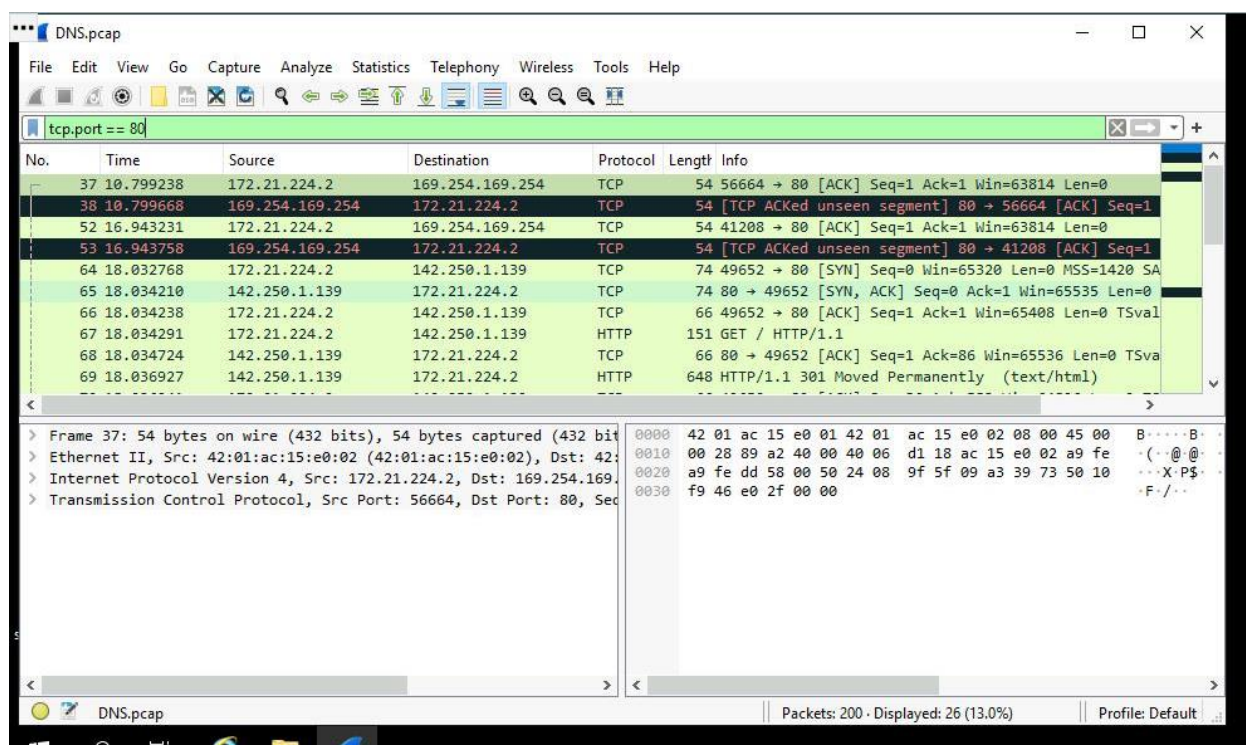 DNS.pcap
File Edit View Go Capture Analyze Statistics Telephony Wireless Tools Help
tcp.port == 80
No. Time Source Destination Protocol Length Info
37 10.799238 172.21.224.2 169.254.169.254 TCP 54 56664 → 80 [ACK] Seq=1 Ack=1 Win=63814 Len=0
38 10.799668 169.254.169.254 172.21.224.2 TCP 54 [TCP ACKed unseen segment] 80 → 56664 [ACK] Seq=1
52 16.943231 172.21.224.2 169.254.169.254 TCP 54 41208 → 80 [ACK] Seq=1 Ack=1 Win=63814 Len=0
53 16.943758 169.254.169.254 172.21.224.2 TCP 54 [TCP ACKed unseen segment] 80 → 41208 [ACK] Seq=1
64 18.032768 172.21.224.2 142.250.1.139 TCP 74 49652 → 80 [SYN] Seq=0 Win=65320 Len=0 MSS=1420 SA
65 18.034210 142.250.1.139 172.21.224.2 TCP 74 80 → 49652 [SYN, ACK] Seq=0 Ack=1 Win=65535 Len=0
66 18.034238 172.21.224.2 142.250.1.139 TCP 66 49652 → 80 [ACK] Seq=1 Ack=1 Win=65408 Len=0 TSval
67 18.034291 172.21.224.2 142.250.1.139 HTTP 151 GET / HTTP/1.1
68 18.034724 142.250.1.139 172.21.224.2 TCP 66 80 → 49652 [ACK] Seq=1 Ack=86 Win=65536 Len=0 TSva
69 18.036927 142.250.1.139 172.21.224.2 HTTP 648 HTTP/1.1 301 Moved Permanently (text/html)
Frame 37: 54 bytes on wire (432 bits), 54 bytes captured (432 bit
Ethernet II, Src: 42:01:ac:15:e0:02 (42:01:ac:15:e0:02), Dst: 42:
Internet Protocol Version 4, Src: 172.21.224.2, Dst: 169.254.169.
Transmission Control Protocol, Src Port: 56664, Dst Port: 80, Seq
0000 42 01 ac 15 e0 01 42 01 ac 15 e0 02 08 00 45 00 B·····B·
0010 00 28 89 a2 40 00 40 06 d1 18 ac 15 e0 02 a9 fe ·(··@·@·
0020 a9 fe dd 58 00 50 24 08 9f 5f 09 a3 39 73 50 10 ···X·P$·
0030 f9 46 e0 2f 00 00 ·F·/··
DNS.pcap Packets: 200 · Displayed: 26 (13.0%) Profile: Default